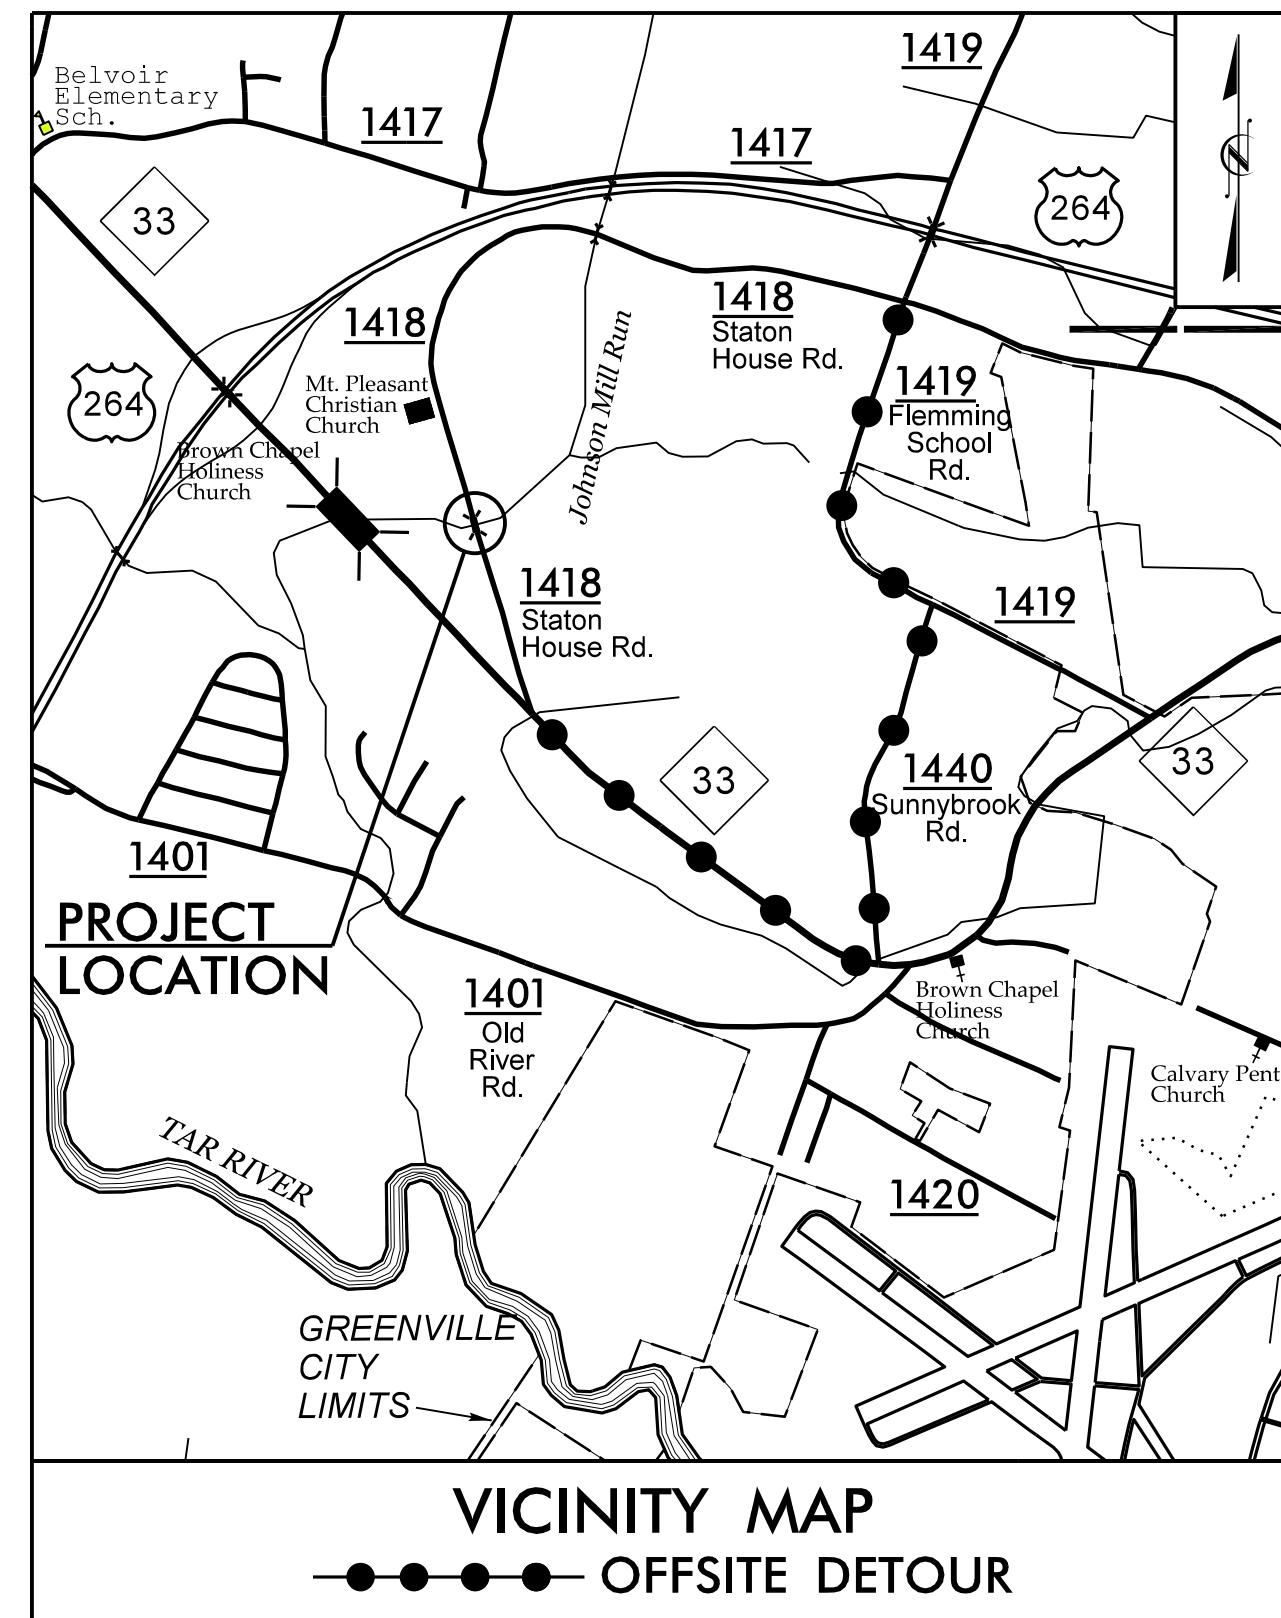 1419
Belvoir
Elementary
Sch.
1417
1417
33
264
N
1418
1418
Staton
House Rd.
Johnson Mill Run
264
Mt. Pleasant
Christian
Church
1419
Flemming
School
Rd.
Brown Chapel
Holiness
Church
1418
Staton
House Rd.
1419
33
33
1440
Sunnybrook
Rd.
1401
PROJECT
LOCATION
1401
Old
River
Rd.
Brown Chapel
Holiness
Church
Calvary Pent
Church
TAR RIVER
1420
GREENVILLE
CITY
LIMITS
VICINITY MAP
OFFSITE DETOUR